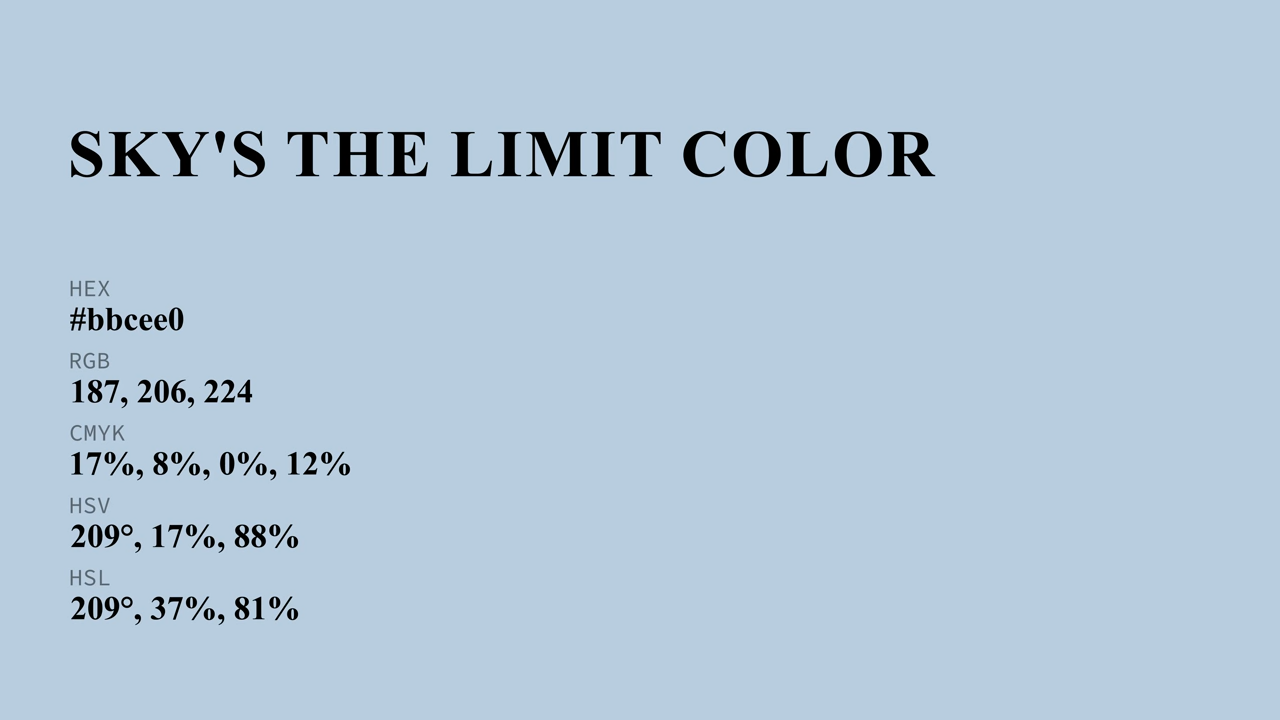 SKY'S THE LIMIT COLOR
HEX
#bbcee0
RGB
187, 206, 224
CMYK
17%, 8%, 0%, 12%
HSV
209°, 17%, 88%
HSL
209°, 37%, 81%